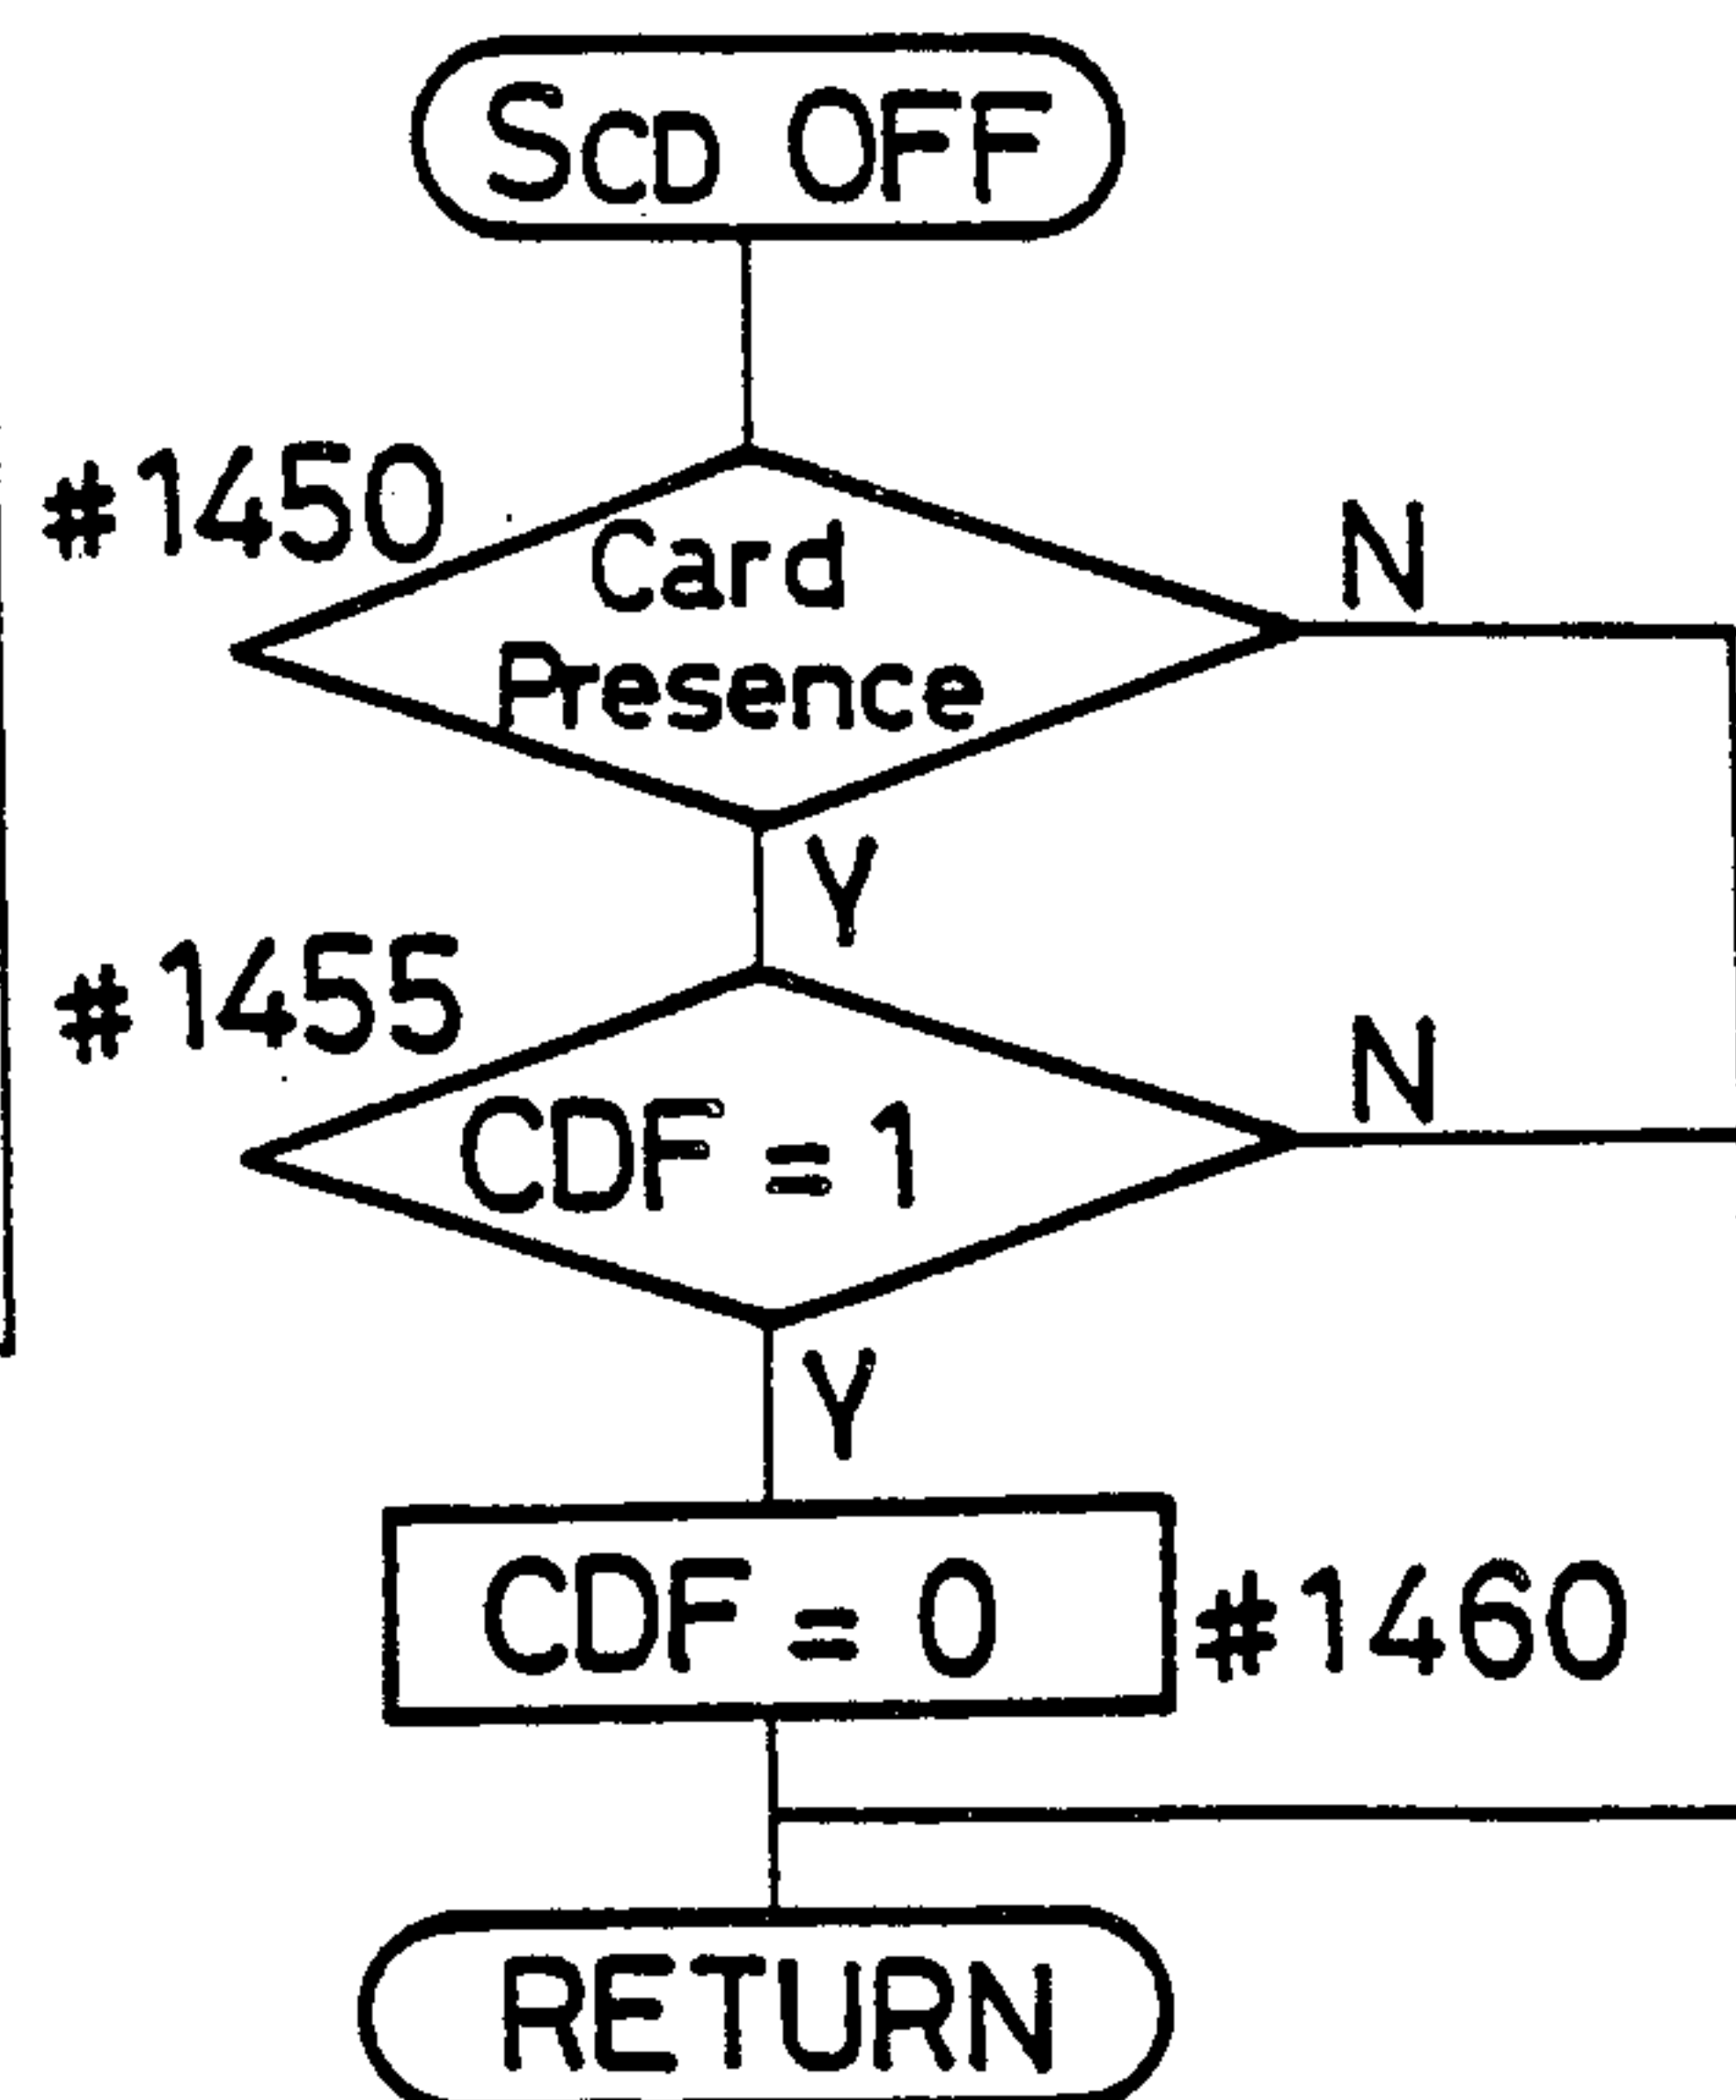 SCD OFF
#1450
Card
Presence
N
Y
#1455
CDF = 1
N
Y
CDF = 0
#1460
RETURN